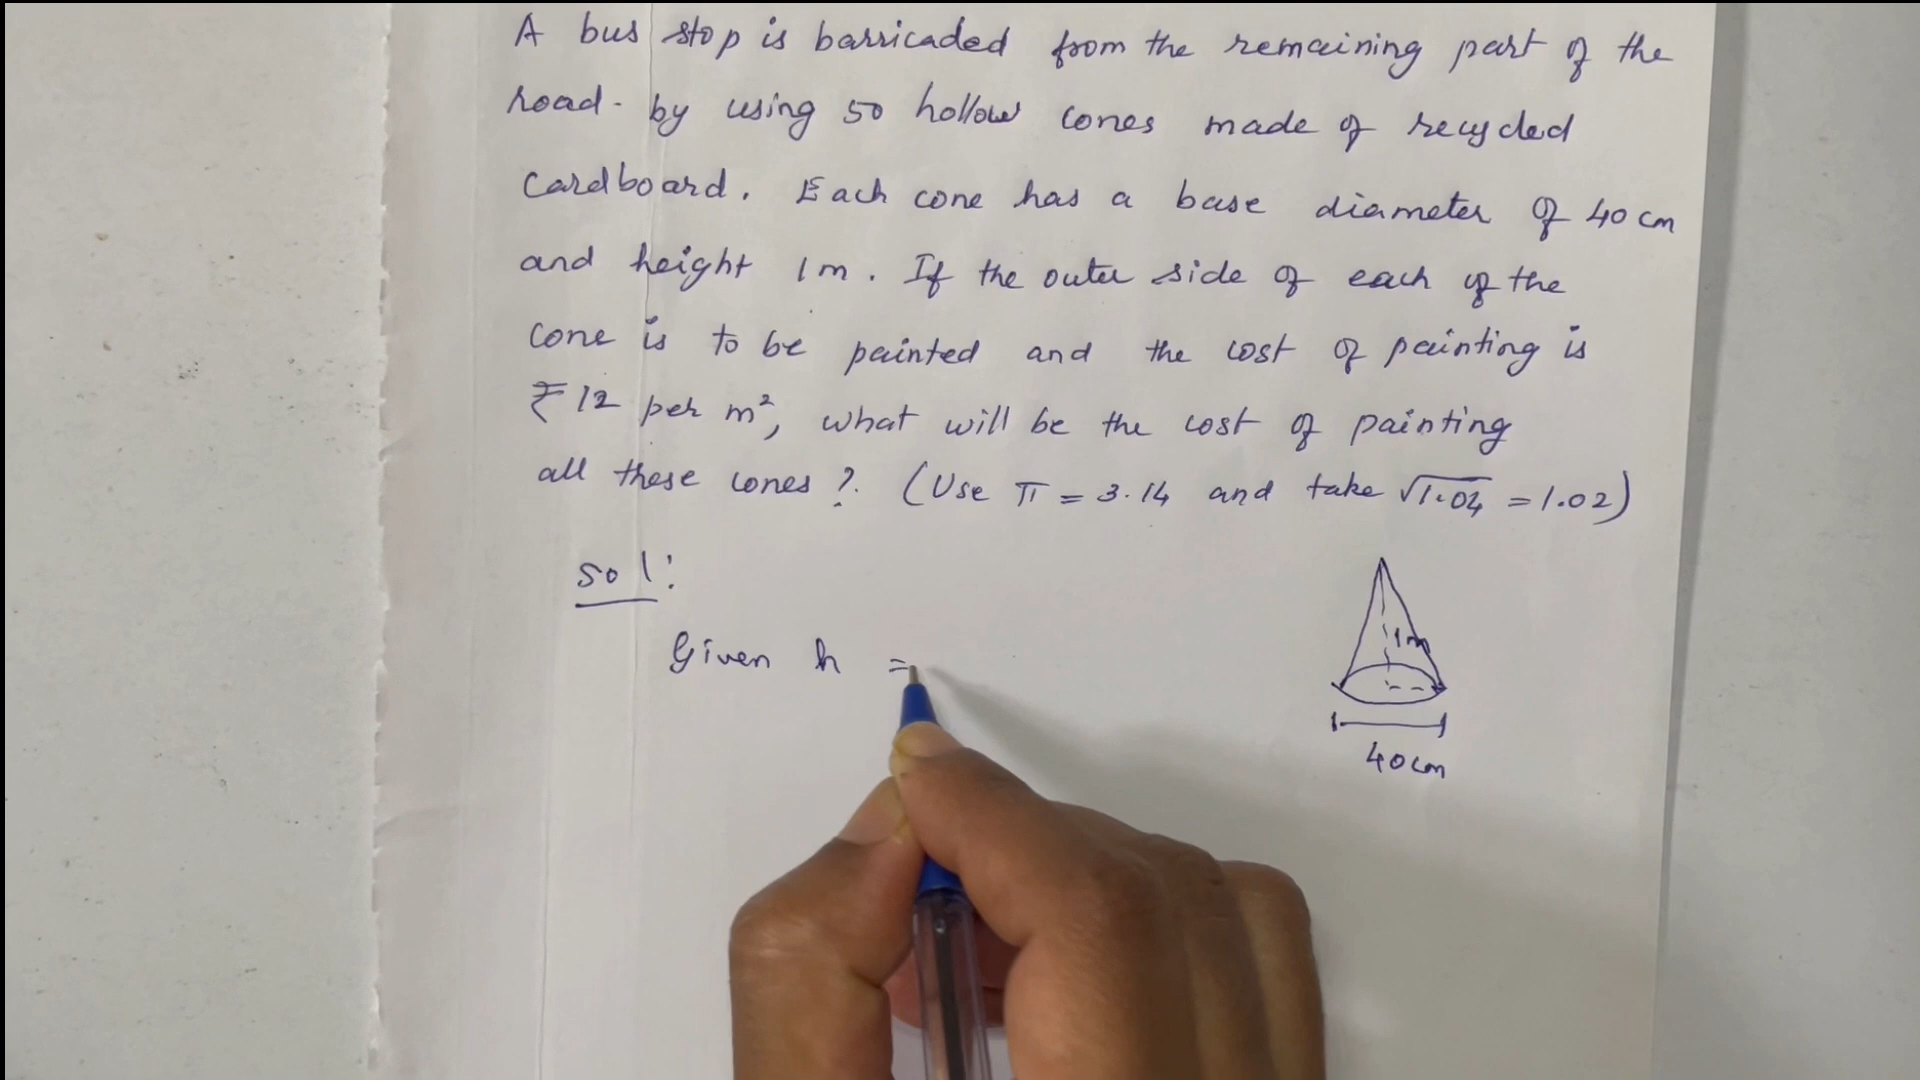 A bus stop is barricaded from the remaining part of the
road. by using 50 hollow cones made of recycled
cardboard. Each cone has a base diameter of 40 cm
and height 1m. If the outer side of each of the
cone is to be painted and the cost of painting is
₹12 per m², what will be the cost of painting
all these cones? (Use π = 3.14 and take √1.04 = 1.02)
sol:
Given h =
1m
40cm